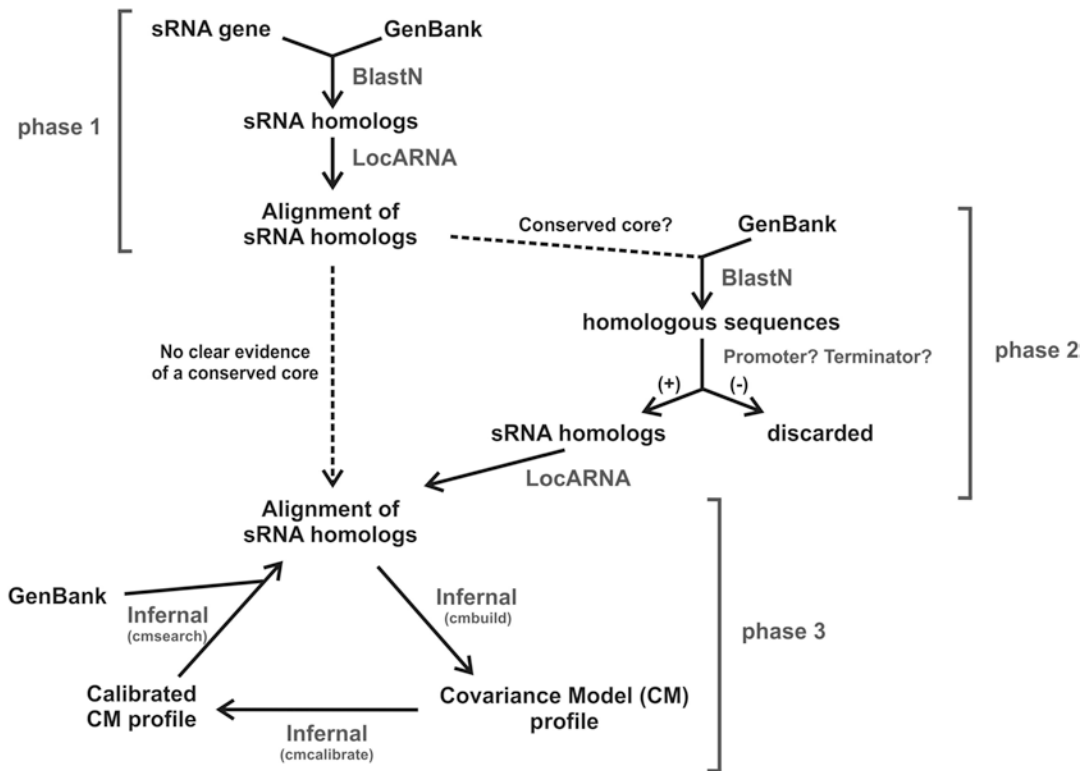 sRNA gene
GenBank
BlastN
phase 1
sRNA homologs
LocARNA
Alignment of
sRNA homologs
Conserved core?
GenBank
BlastN
homologous sequences
Promoter? Terminator?
phase 2
(+)
(-)
No clear evidence
of a conserved core
sRNA homologs
discarded
LocARNA
Alignment of
sRNA homologs
GenBank
Infernal
(cmsearch)
Infernal
(cmbuild)
phase 3
Calibrated
CM profile
Covariance Model (CM)
profile
Infernal
(cmcalibrate)